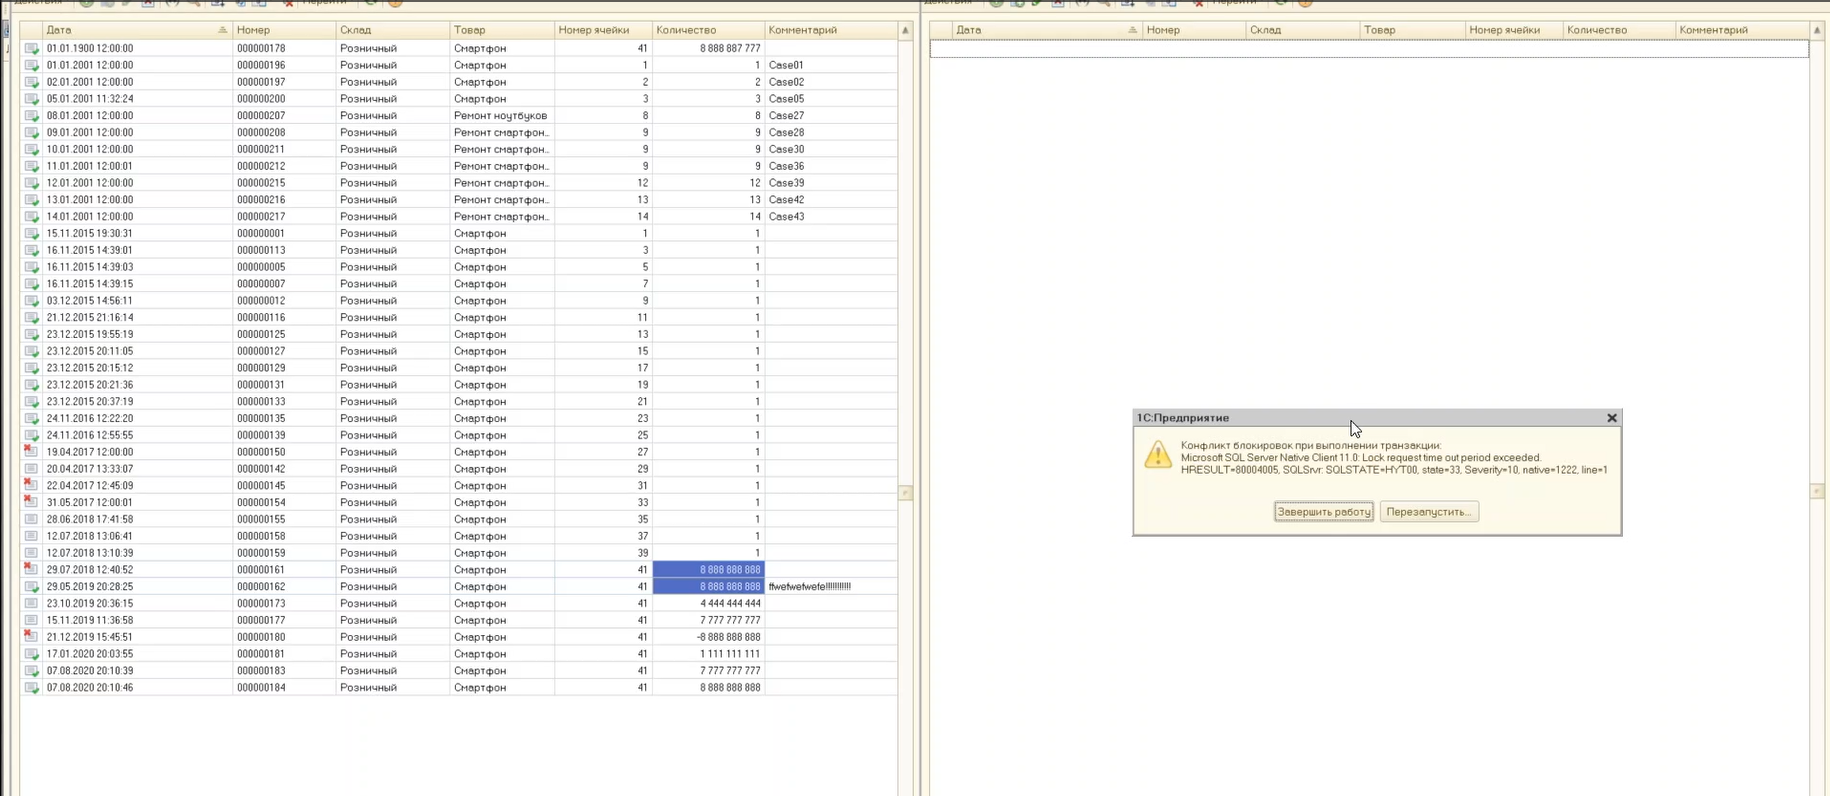 Действия Перейти
Дата Номер Склад Товар Номер ячейки Количество Комментарий
01.01.1900 12:00:00 000000178 Розничный Смартфон 41 8 888 887 777
01.01.2001 12:00:00 000000196 Розничный Смартфон 1 1 Case01
02.01.2001 12:00:00 000000197 Розничный Смартфон 2 2 Case02
05.01.2001 11:32:24 000000200 Розничный Смартфон 3 3 Case05
08.01.2001 12:00:00 000000207 Розничный Ремонт ноутбуков 8 8 Case27
09.01.2001 12:00:00 000000208 Розничный Ремонт смартфон... 9 9 Case28
10.01.2001 12:00:00 000000211 Розничный Ремонт смартфон... 9 9 Case30
11.01.2001 12:00:01 000000212 Розничный Ремонт смартфон... 9 9 Case36
12.01.2001 12:00:00 000000215 Розничный Ремонт смартфон... 12 12 Case39
13.01.2001 12:00:00 000000216 Розничный Ремонт смартфон... 13 13 Case42
14.01.2001 12:00:00 000000217 Розничный Ремонт смартфон... 14 14 Case43
15.11.2015 19:30:31 000000001 Розничный Смартфон 1 1
16.11.2015 14:39:01 000000113 Розничный Смартфон 3 1
16.11.2015 14:39:03 000000005 Розничный Смартфон 5 1
16.11.2015 14:39:15 000000007 Розничный Смартфон 7 1
03.12.2015 14:56:11 000000012 Розничный Смартфон 9 1
21.12.2015 21:16:14 000000116 Розничный Смартфон 11 1
23.12.2015 19:55:19 000000125 Розничный Смартфон 13 1
23.12.2015 20:11:05 000000127 Розничный Смартфон 15 1
23.12.2015 20:15:12 000000129 Розничный Смартфон 17 1
23.12.2015 20:21:36 000000131 Розничный Смартфон 19 1
23.12.2015 20:37:19 000000133 Розничный Смартфон 21 1
24.11.2016 12:22:20 000000135 Розничный Смартфон 23 1
24.11.2016 12:55:55 000000139 Розничный Смартфон 25 1
19.04.2017 12:00:00 000000150 Розничный Смартфон 27 1
20.04.2017 13:33:07 000000142 Розничный Смартфон 29 1
22.04.2017 12:45:09 000000145 Розничный Смартфон 31 1
31.05.2017 12:00:01 000000154 Розничный Смартфон 33 1
28.06.2018 17:41:58 000000155 Розничный Смартфон 35 1
12.07.2018 13:06:41 000000158 Розничный Смартфон 37 1
12.07.2018 13:10:39 000000159 Розничный Смартфон 39 1
29.07.2018 12:40:52 000000161 Розничный Смартфон 41 8 888 888 888
29.05.2019 20:28:25 000000162 Розничный Смартфон 41 8 888 888 888
23.10.2019 20:36:15 000000173 Розничный Смартфон 41 4 444 444 444
15.11.2019 11:36:58 000000177 Розничный Смартфон 41 7 777 777 777
21.12.2019 15:45:51 000000180 Розничный Смартфон 41 -8 888 888 888
17.01.2020 20:03:55 000000181 Розничный Смартфон 41 1 111 111 111
07.08.2020 20:10:39 000000183 Розничный Смартфон 41 7 777 777 777
07.08.2020 20:10:46 000000184 Розничный Смартфон 41 8 888 888 888
Действия Перейти
Дата Номер Склад Товар Номер ячейки Количество Комментарий
1С:Предприятие
Конфликт блокировок при выполнении транзакции:
Microsoft SQL Server Native Client 11.0: Lock request time out period exceeded.
HRESULT=80004005, SQLSrvr: SQLSTATE=HYT00, state=33, Severity=10, native=1222, line=1
Завершить работу Перезапустить...